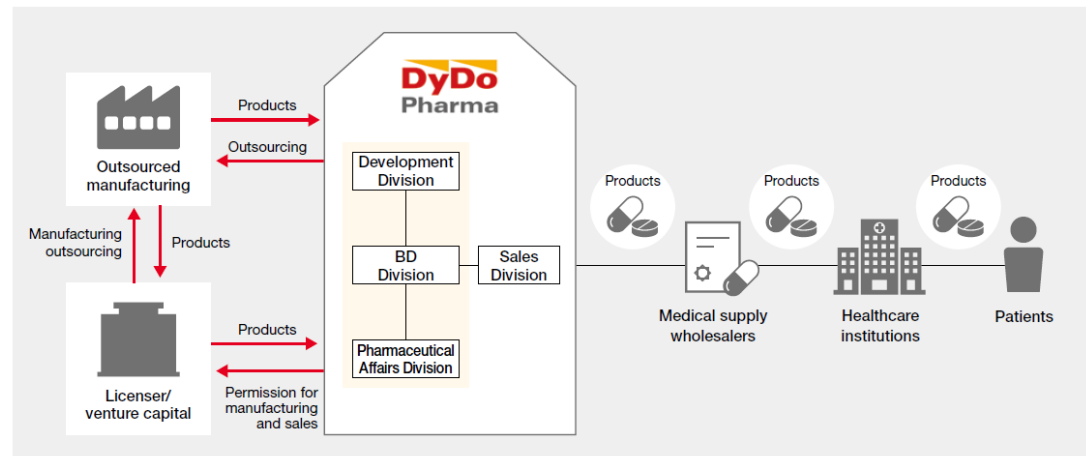 DyDo
Pharma
Products
Outsourcing
Outsourced
manufacturing
Manufacturing
outsourcing
Products
Licenser/
venture capital
Products
Permission for
manufacturing
and sales
Development
Division
BD
Division
Sales
Division
Pharmaceutical
Affairs Division
Products
Products
Products
Medical supply
wholesalers
Healthcare
institutions
Patients